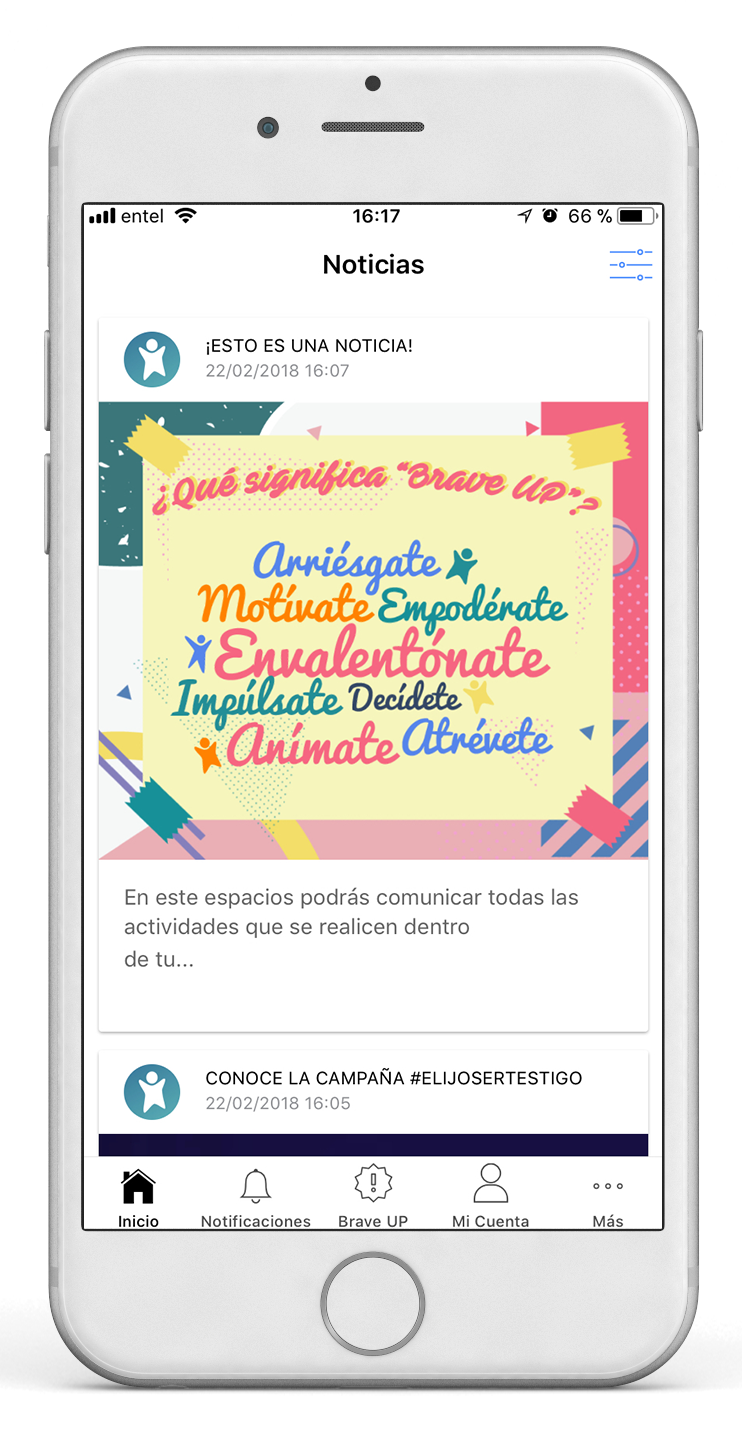 entel 16:17 66 %
Noticias
¡ESTO ES UNA NOTICIA!
22/02/2018 16:07
¿Qué significa “Brave UP”?
Arriésgate
Motívate Empodérate
Envalentónate
Impúlsate Decídete
Anímate Atrévete
En este espacios podrás comunicar todas las
actividades que se realicen dentro
de tu...
CONOCE LA CAMPAÑA #ELIJOSERTESTIGO
22/02/2018 16:05
Inicio Notificaciones Brave UP Mi Cuenta Más